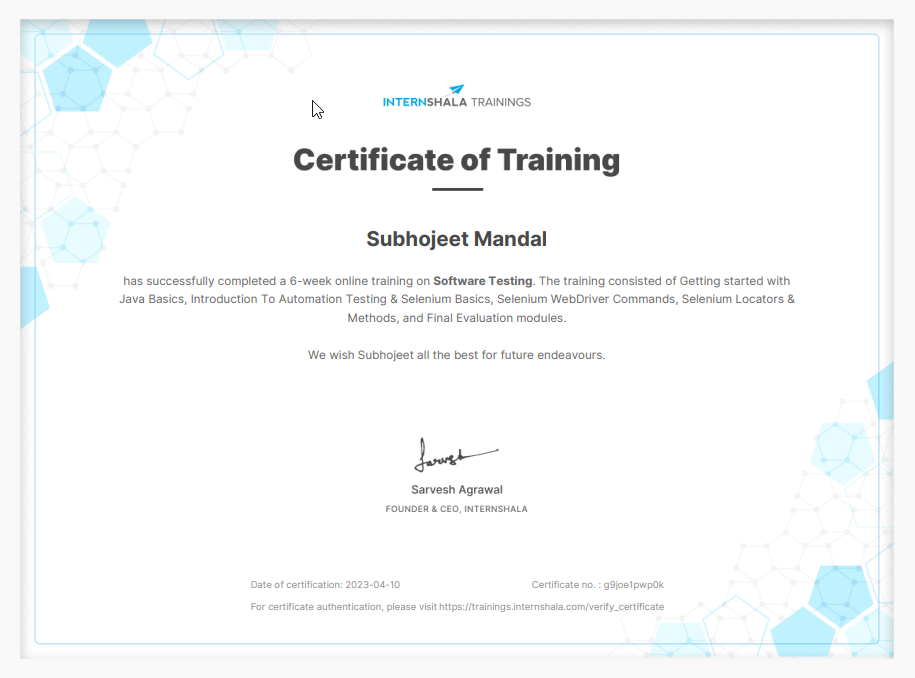 INTERNSHALA TRAININGS
Certificate of Training
Subhojeet Mandal
has successfully completed a 6-week online training on Software Testing. The training consisted of Getting started with
Java Basics, Introduction To Automation Testing & Selenium Basics, Selenium WebDriver Commands, Selenium Locators &
Methods, and Final Evaluation modules.
We wish Subhojeet all the best for future endeavours.
Sarvesh
Sarvesh Agrawal
FOUNDER & CEO, INTERNSHALA
Date of certification: 2023-04-10 Certificate no. : g9joe1pwp0k
For certificate authentication, please visit https://trainings.internshala.com/verify_certificate